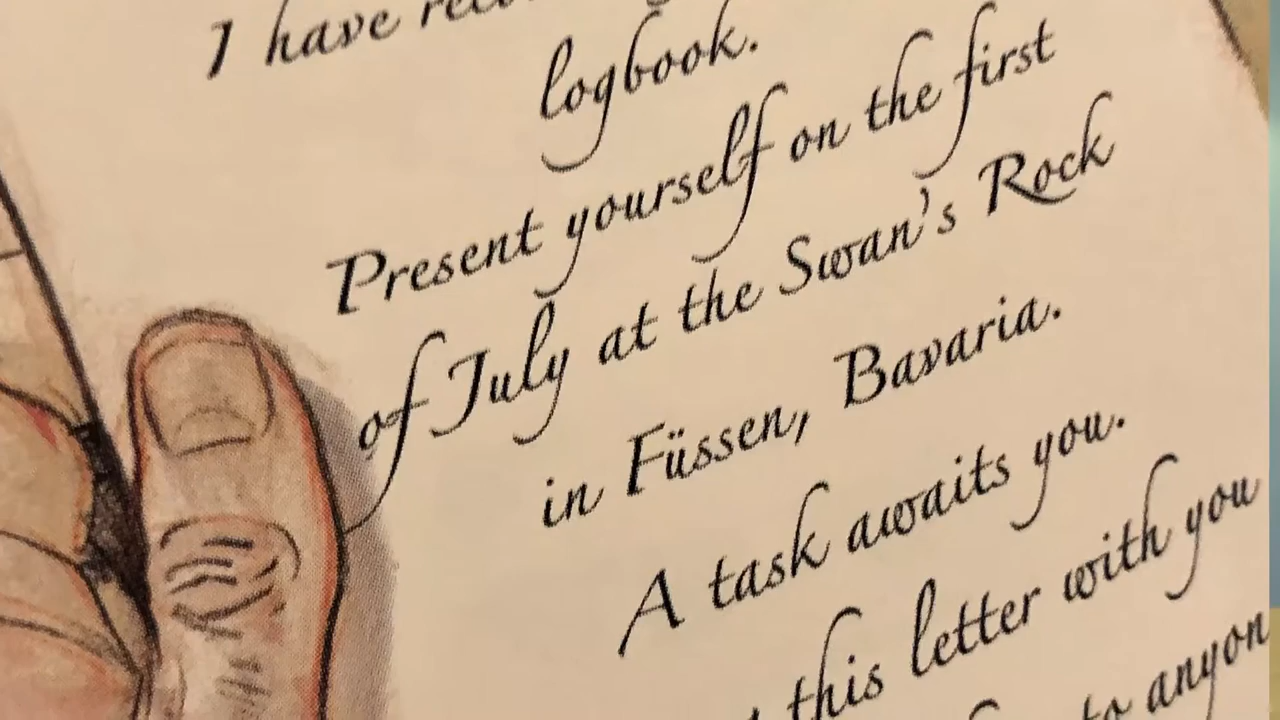 I have
logbook.
Present yourself on the first
of July at the Swan's Rock
in Füssen, Bavaria.
A task awaits you.
this letter with you
to